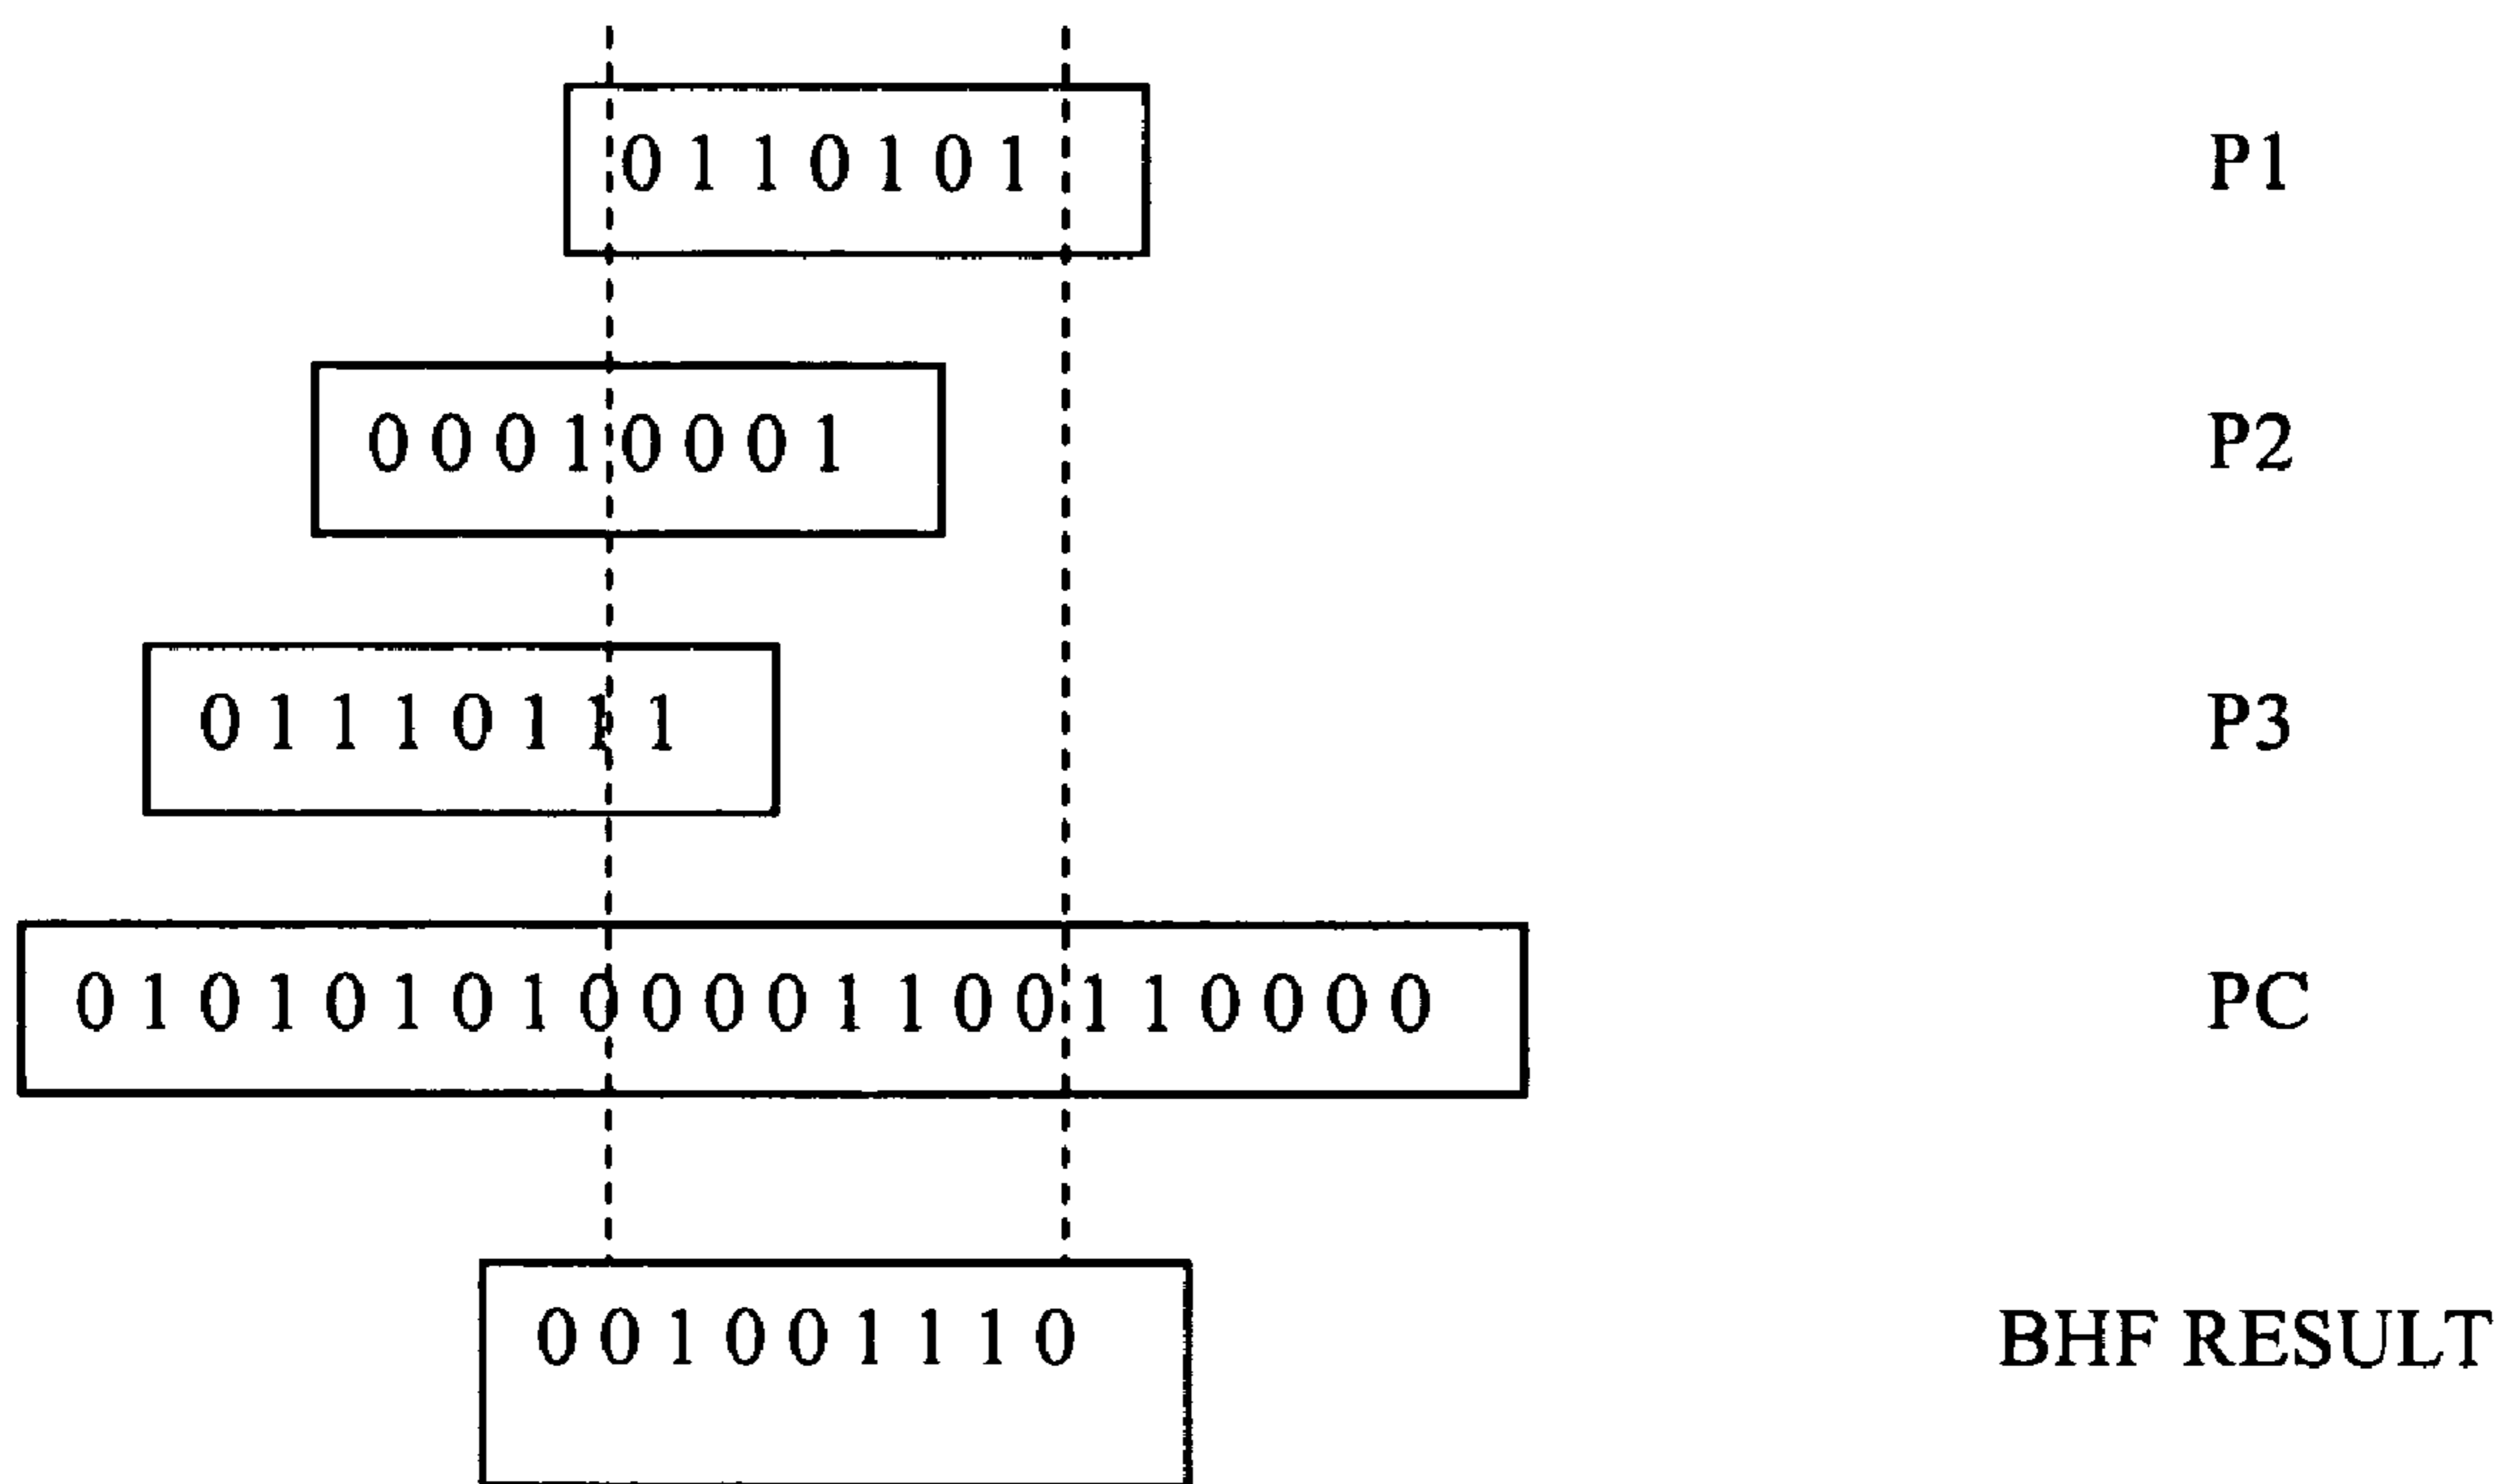 0 1 1 0 1 0 1 P1
0 0 0 1 0 0 0 1 P2
0 1 1 1 0 1 1 1 P3
0 1 0 1 0 1 0 1 0 0 0 0 1 1 0 0 1 1 0 0 0 0 PC
0 0 1 0 0 1 1 1 0 BHF RESULT